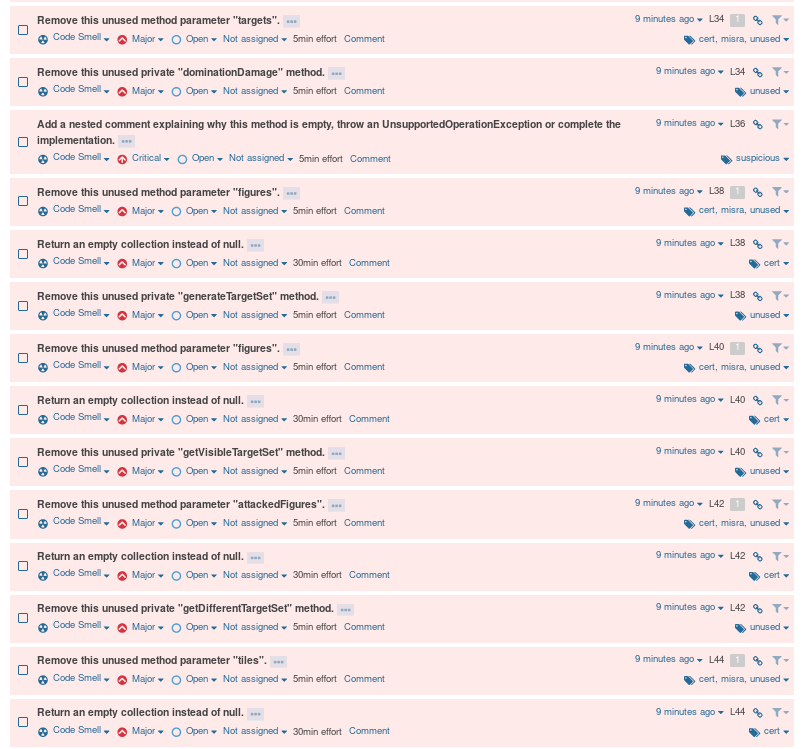 Remove this unused method parameter "targets". ••• 9 minutes ago L34 1
Code Smell Major Open Not assigned 5min effort Comment cert, misra, unused
Remove this unused private "dominationDamage" method. ••• 9 minutes ago L34
Code Smell Major Open Not assigned 5min effort Comment unused
Add a nested comment explaining why this method is empty, throw an UnsupportedOperationException or complete the 9 minutes ago L36
implementation. •••
Code Smell Critical Open Not assigned 5min effort Comment suspicious
Remove this unused method parameter "figures". ••• 9 minutes ago L38 1
Code Smell Major Open Not assigned 5min effort Comment cert, misra, unused
Return an empty collection instead of null. ••• 9 minutes ago L38
Code Smell Major Open Not assigned 30min effort Comment cert
Remove this unused private "generateTargetSet" method. ••• 9 minutes ago L38
Code Smell Major Open Not assigned 5min effort Comment unused
Remove this unused method parameter "figures". ••• 9 minutes ago L40 1
Code Smell Major Open Not assigned 5min effort Comment cert, misra, unused
Return an empty collection instead of null. ••• 9 minutes ago L40
Code Smell Major Open Not assigned 30min effort Comment cert
Remove this unused private "getVisibleTargetSet" method. ••• 9 minutes ago L40
Code Smell Major Open Not assigned 5min effort Comment unused
Remove this unused method parameter "attackedFigures". ••• 9 minutes ago L42 1
Code Smell Major Open Not assigned 5min effort Comment cert, misra, unused
Return an empty collection instead of null. ••• 9 minutes ago L42
Code Smell Major Open Not assigned 30min effort Comment cert
Remove this unused private "getDifferentTargetSet" method. ••• 9 minutes ago L42
Code Smell Major Open Not assigned 5min effort Comment unused
Remove this unused method parameter "tiles". ••• 9 minutes ago L44 1
Code Smell Major Open Not assigned 5min effort Comment cert, misra, unused
Return an empty collection instead of null. ••• 9 minutes ago L44
Code Smell Major Open Not assigned 30min effort Comment cert